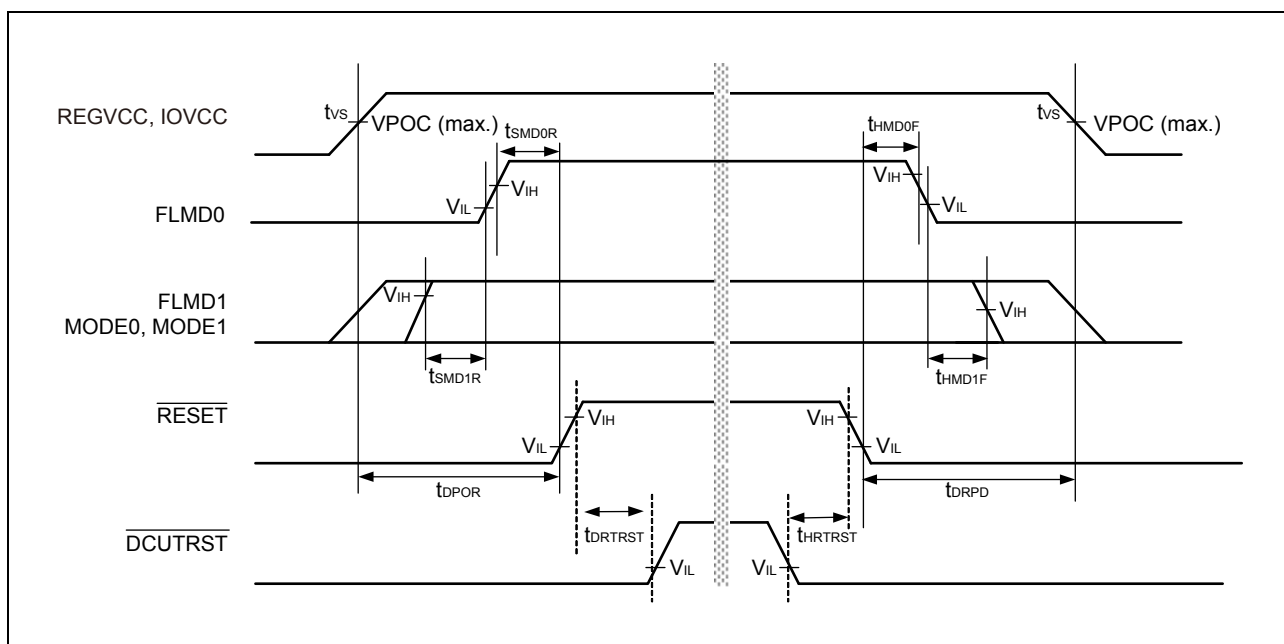 REGVCC, IOVCC
tVS
VPOC (max.)
tSMD0R
tHMD0F
tVS
VPOC (max.)
FLMD0
VIL
VIH
VIH
VIL
FLMD1
MODE0, MODE1
VIH
tSMD1R
VIH
tHMD1F
RESET
VIL
VIH
VIH
VIL
tDPOR
tDRPD
DCUTRST
tDRTRST
tHRTRST
VIL
VIL